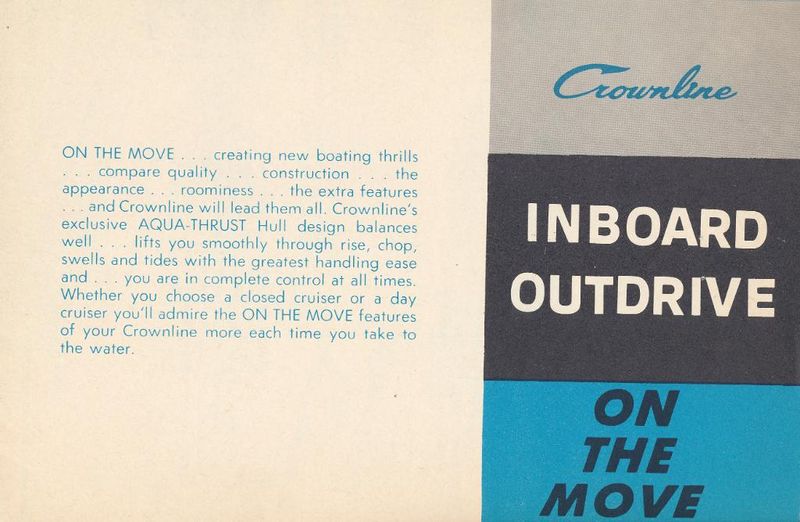 ON THE MOVE . . . creating new boating thrills
. . . compare quality . . . construction . . . the
appearance . . . roominess . . . the extra features
. . . and Crownline will lead them all. Crownline's
exclusive AQUA-THRUST Hull design balances
well . . . lifts you smoothly through rise, chop,
swells and tides with the greatest handling ease
and . . . you are in complete control at all times.
Whether you choose a closed cruiser or a day
cruiser you'll admire the ON THE MOVE features
of your Crownline more each time you take to
the water.
Crownline
INBOARD
OUTDRIVE
ON
THE
MOVE